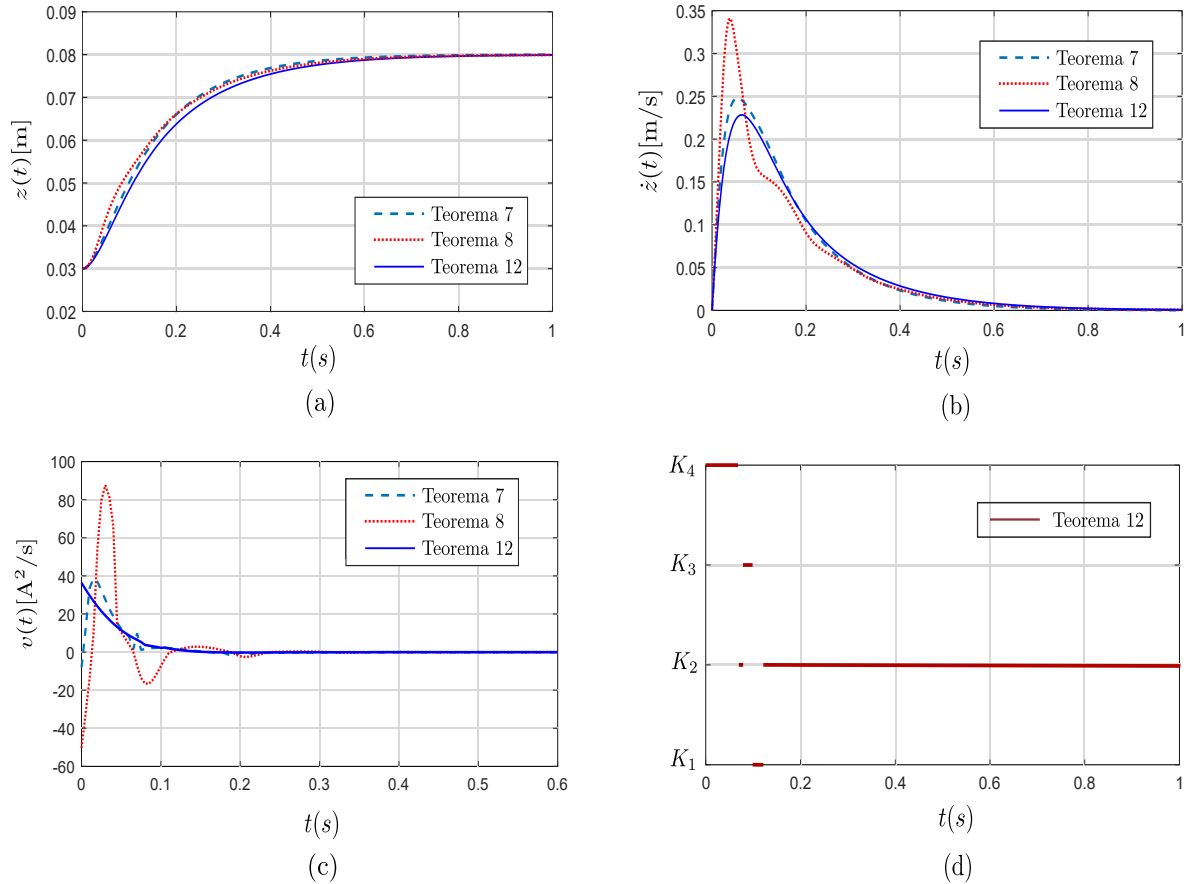 0.09
0.08
0.07
0.06
0.05
0.04
0.03
0.02
z(t)[m]
0 0.2 0.4 0.6 0.8 1
t(s)
Teorema 7
Teorema 8
Teorema 12
(a)
0.35
0.3
0.25
0.2
0.15
0.1
0.05
0
ż(t)[m/s]
0 0.2 0.4 0.6 0.8 1
t(s)
Teorema 7
Teorema 8
Teorema 12
(b)
100
80
60
40
20
0
-20
-40
-60
v(t)[A²/s]
0 0.1 0.2 0.3 0.4 0.5 0.6
t(s)
Teorema 7
Teorema 8
Teorema 12
(c)
K₄
K₃
K₂
K₁
0 0.2 0.4 0.6 0.8 1
t(s)
Teorema 12
(d)